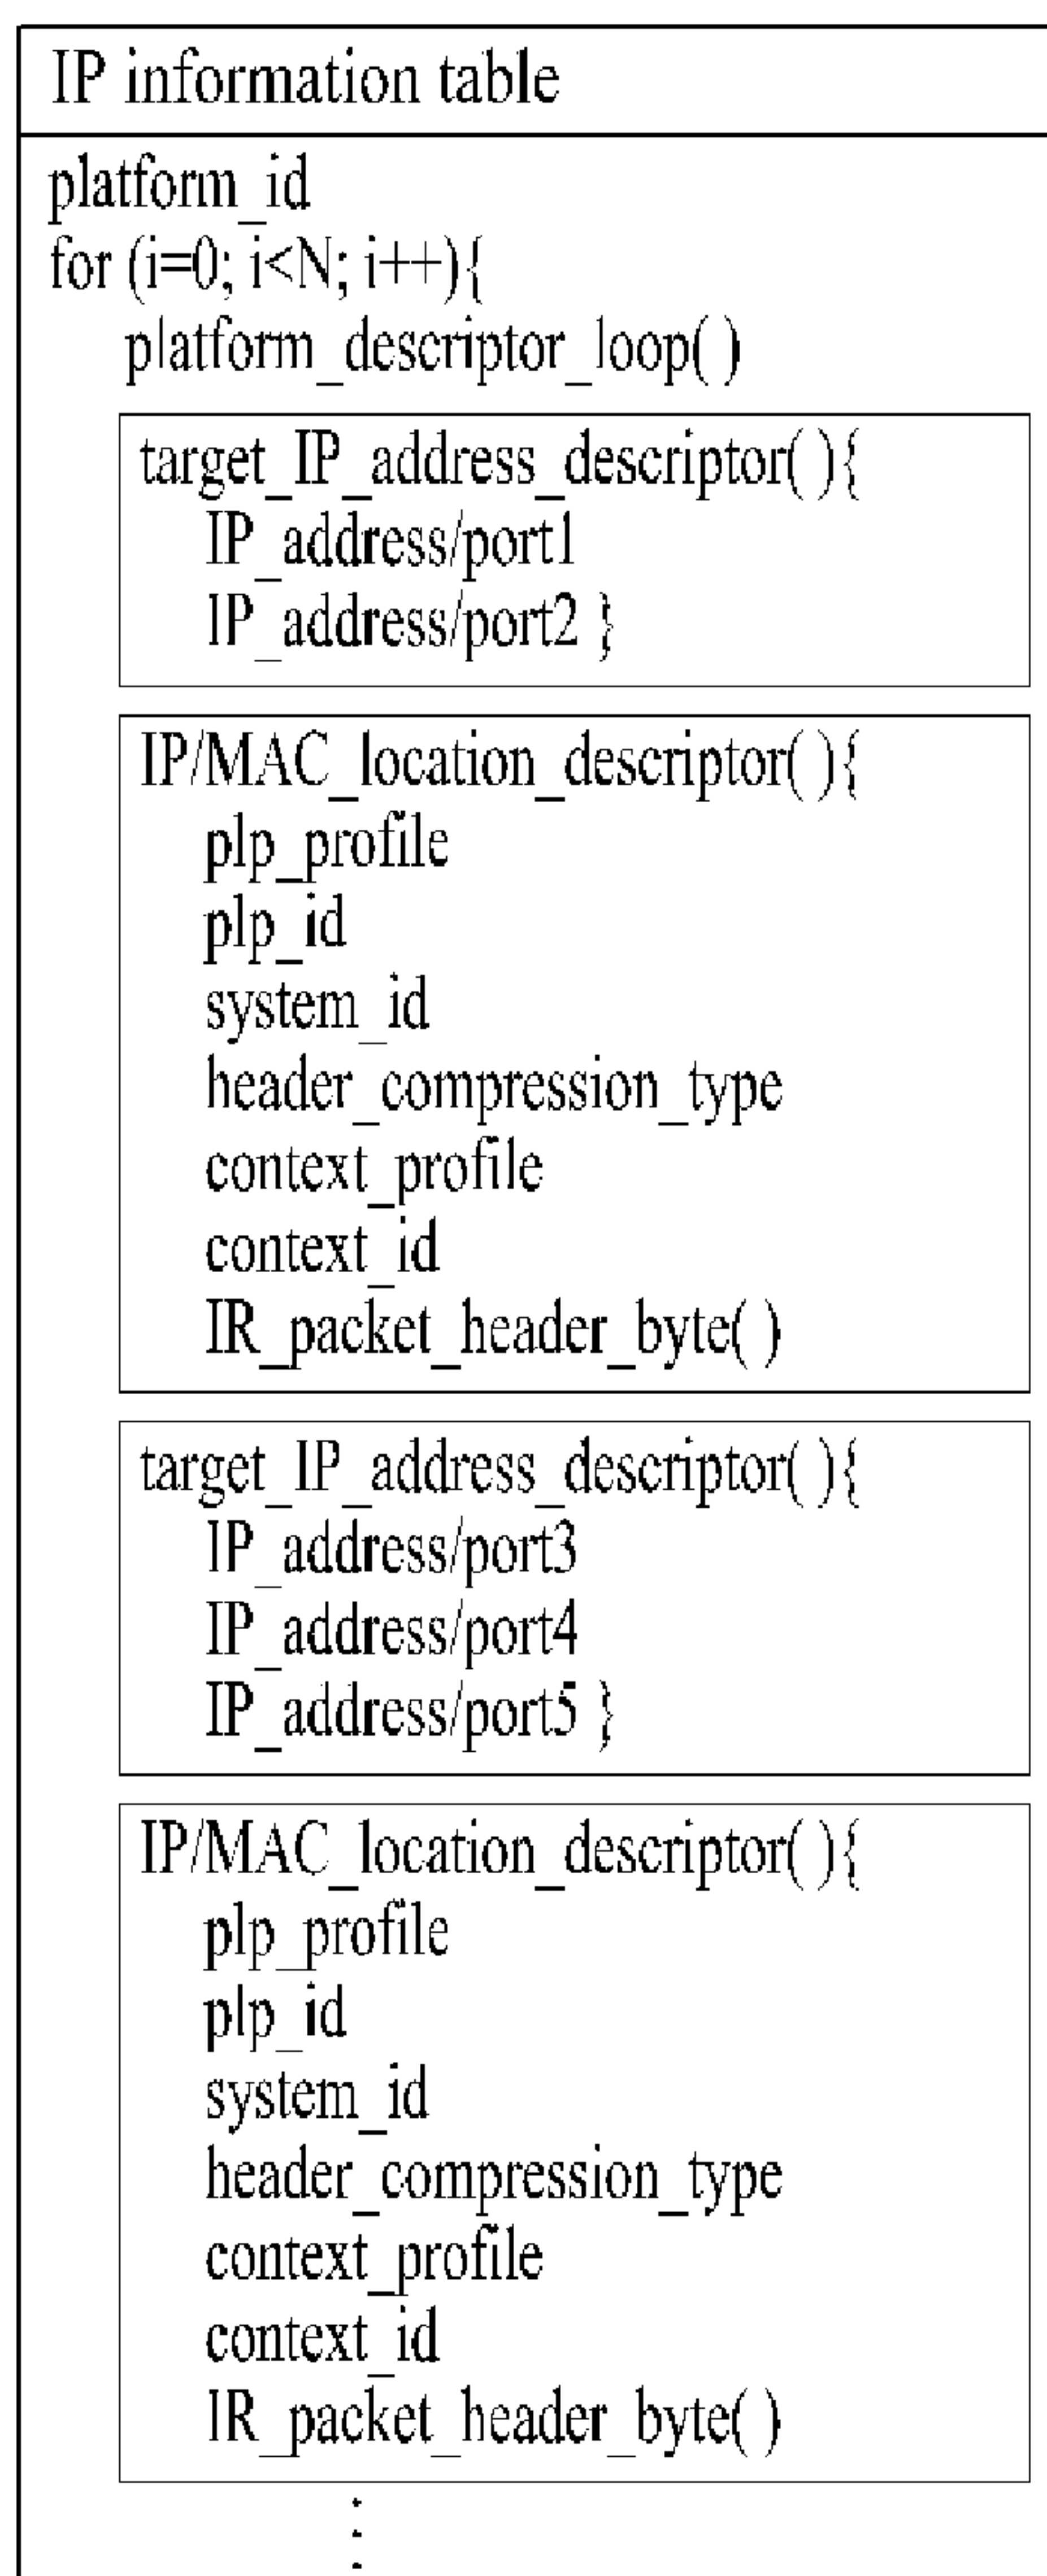 IP information table
platform_id
for (i=0; i<N; i++){
platform_descriptor_loop( )
target_IP_address_descriptor( ){
IP_address/port1
IP_address/port2 }
IP/MAC_location_descriptor( ){
plp_profile
plp_id
system_id
header_compression_type
context_profile
context_id
IR_packet_header_byte( )
target_IP_address_descriptor( ){
IP_address/port3
IP_address/port4
IP_address/port5 }
IP/MAC_location_descriptor( ){
plp_profile
plp_id
system_id
header_compression_type
context_profile
context_id
IR_packet_header_byte( )